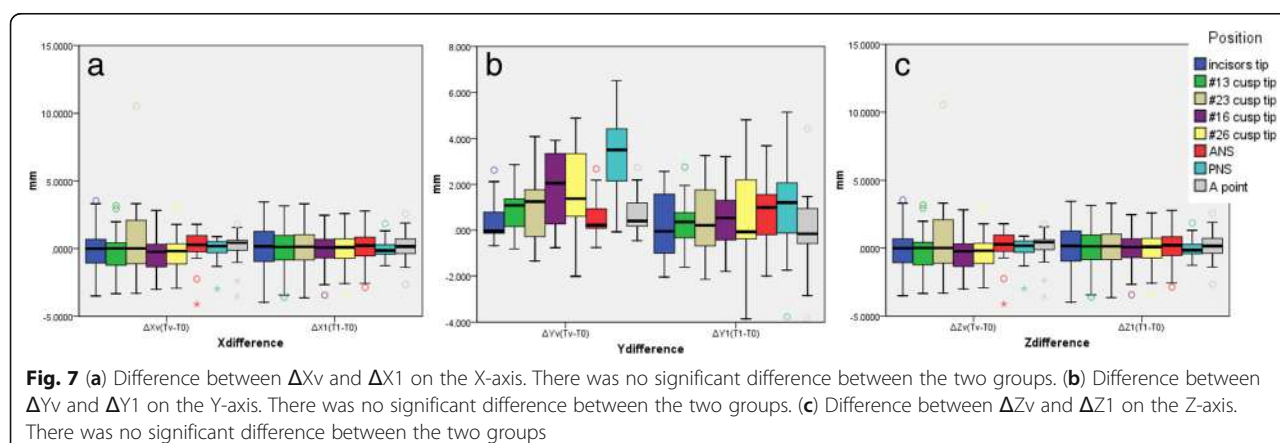 a
15.0000
10.0000
5.0000
.0000
-5.0000
mm
ΔXv(Tv-T0)
ΔX1(T1-T0)
Xdifference
b
8.000
6.000
4.000
2.000
.000
-2.000
-4.000
mm
ΔYv(Tv-T0)
ΔY1(T1-T0)
Ydifference
c
15.0000
10.0000
5.0000
.0000
-5.0000
mm
ΔZv(Tv-T0)
ΔZ1(T1-T0)
Zdifference
Position
incisors tip
#13 cusp tip
#23 cusp tip
#16 cusp tip
#26 cusp tip
ANS
PNS
A point
Fig. 7 (a) Difference between ΔXv and ΔX1 on the X-axis. There was no significant difference between the two groups. (b) Difference between
ΔYv and ΔY1 on the Y-axis. There was no significant difference between the two groups. (c) Difference between ΔZv and ΔZ1 on the Z-axis.
There was no significant difference between the two groups